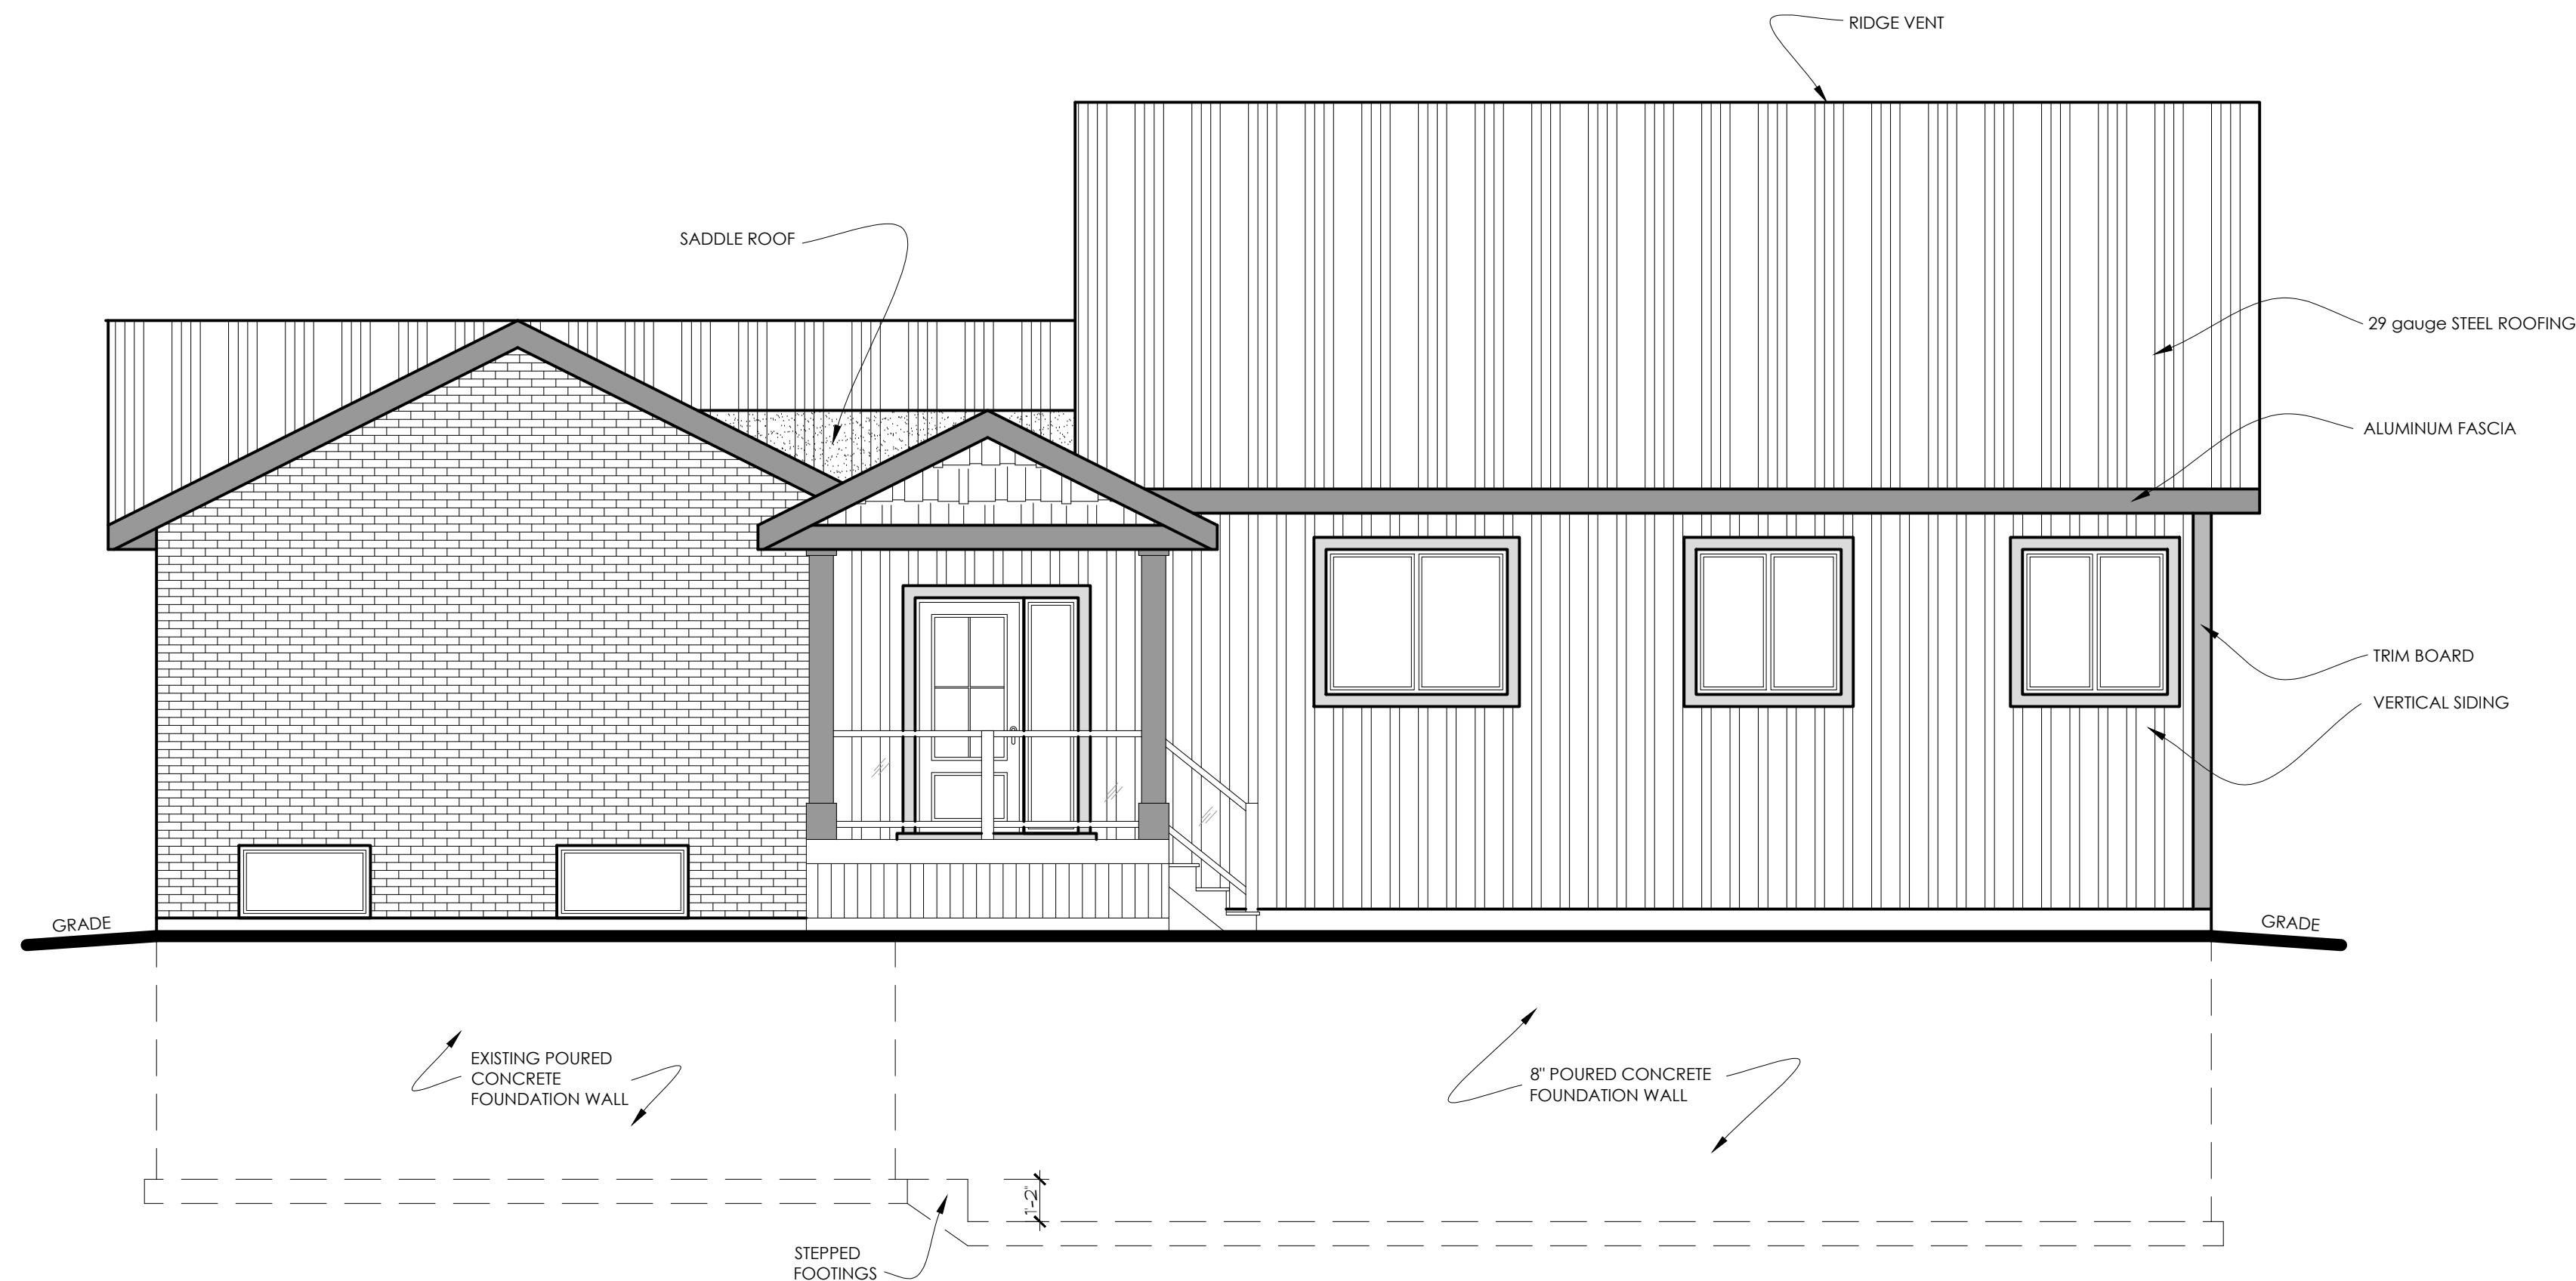 RIDGE VENT
SADDLE ROOF
29 gauge STEEL ROOFING
ALUMINUM FASCIA
TRIM BOARD
VERTICAL SIDING
GRADE
GRADE
EXISTING POURED
CONCRETE
FOUNDATION WALL
8" POURED CONCRETE
FOUNDATION WALL
1'-2"
STEPPED
FOOTINGS